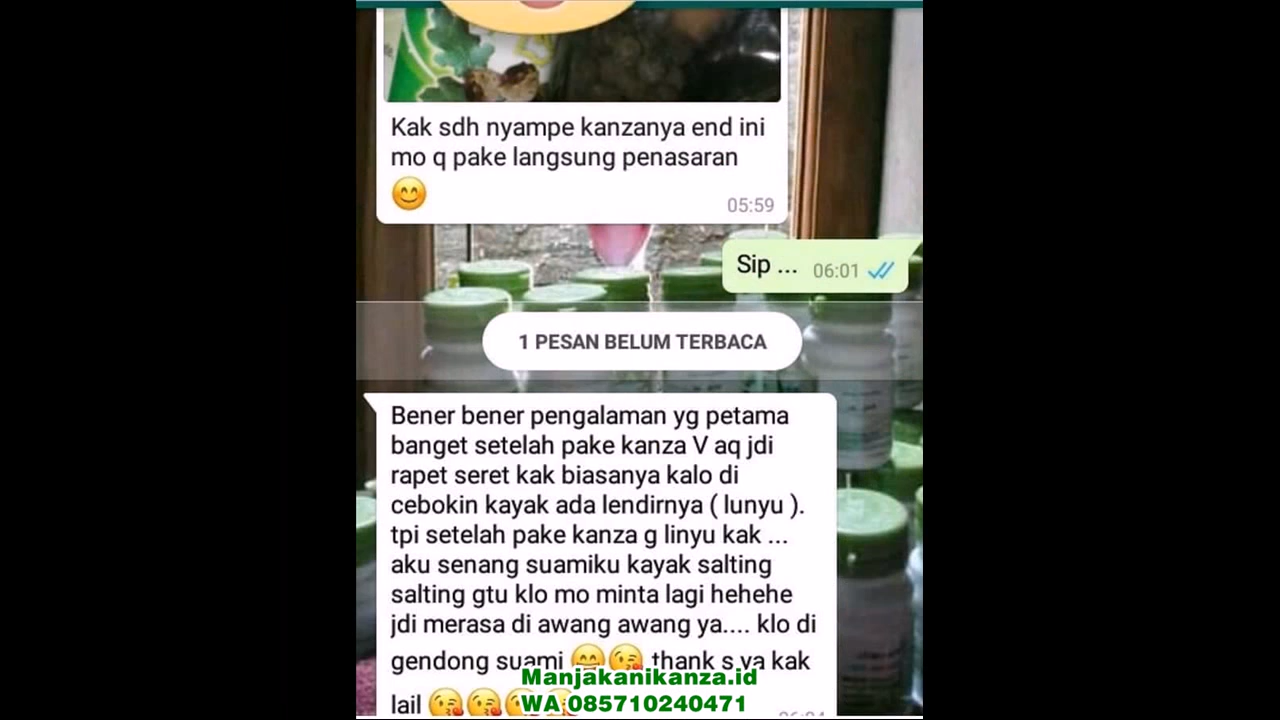 Kak sdh nyampe kanzanya end ini
mo q pake langsung penasaran
😊
05:59
Sip ... 06:01
1 PESAN BELUM TERBACA
Bener bener pengalaman yg petama
banget setelah pake kanza V aq jdi
rapet seret kak biasanya kalo di
cebokin kayak ada lendirnya ( lunyu ).
tpi setelah pake kanza g linyu kak ...
aku senang suamiku kayak salting
salting gtu klo mo minta lagi hehehe
jdi merasa di awang awang ya.... klo di
gendong suami 🤗😘 thank s ya kak
lail 😘😘😘😘
Manjakanikanza.id
WA 085710240471